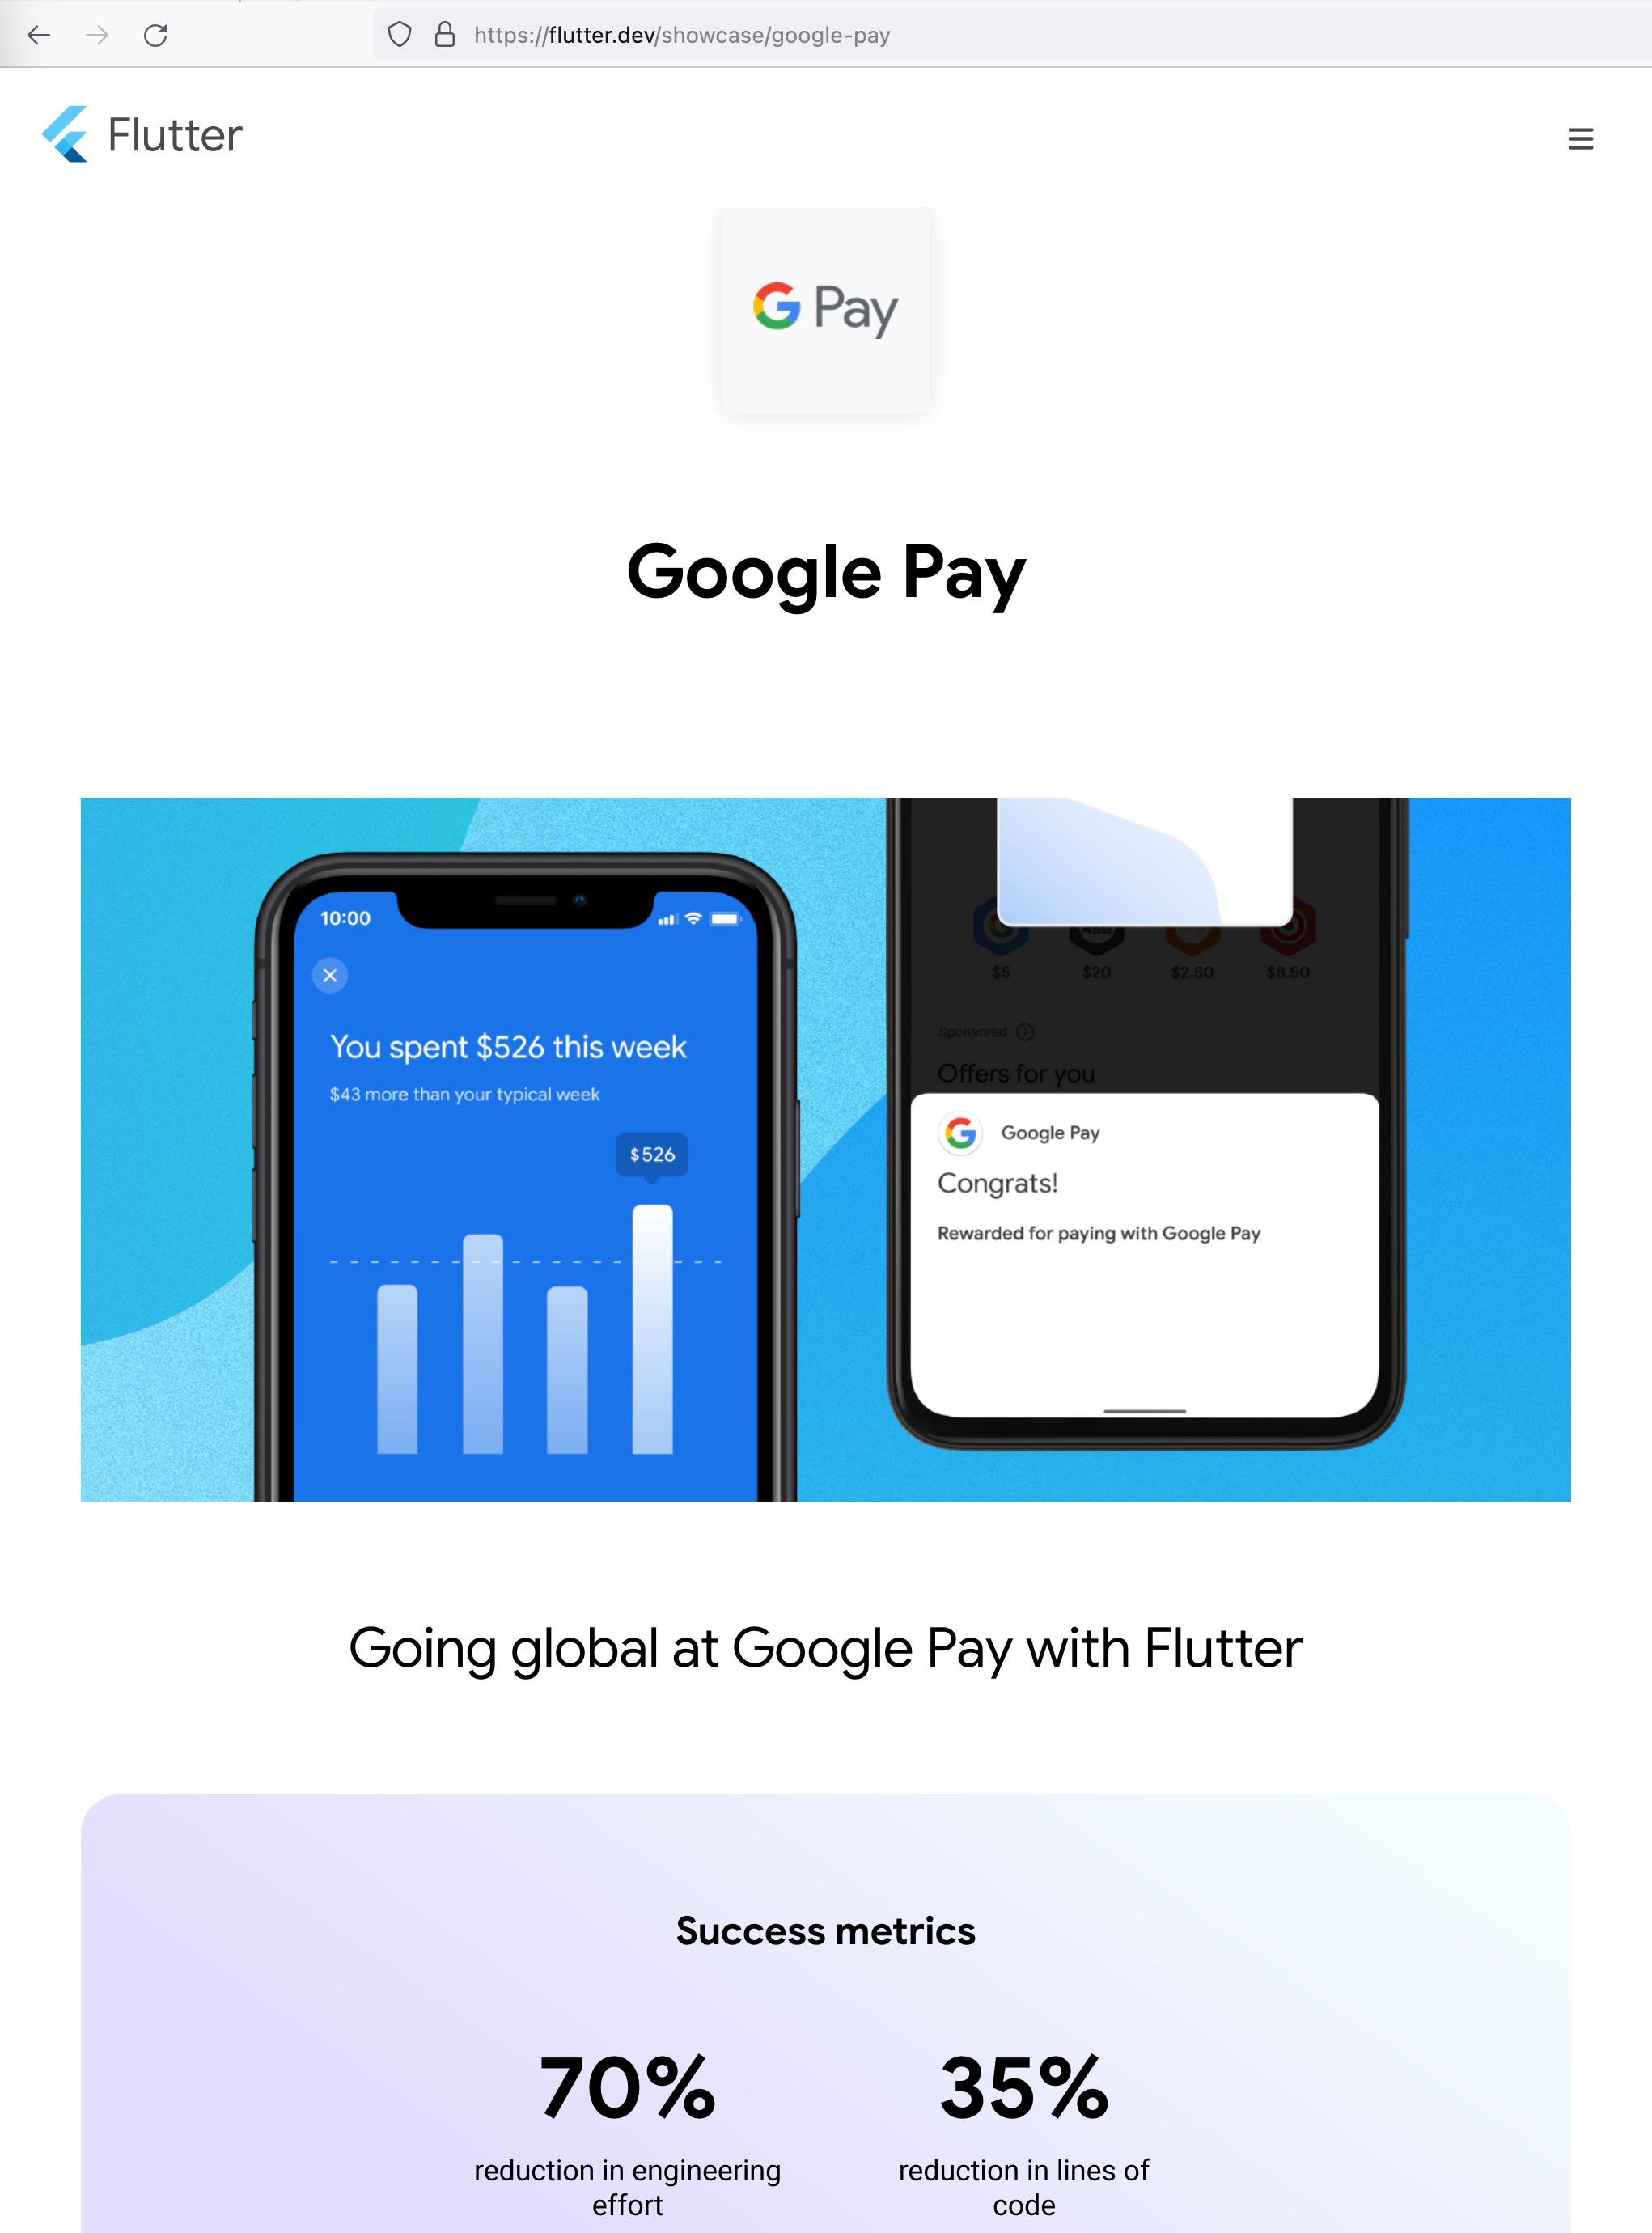 https://flutter.dev/showcase/google-pay
Flutter
G Pay
Google Pay
10:00
You spent $526 this week
$43 more than your typical week
$526
$5
$20
$2.50
$8.50
Sponsored
Offers for you
Google Pay
Congrats!
Rewarded for paying with Google Pay
Going global at Google Pay with Flutter
Success metrics
70%
reduction in engineering
effort
35%
reduction in lines of
code